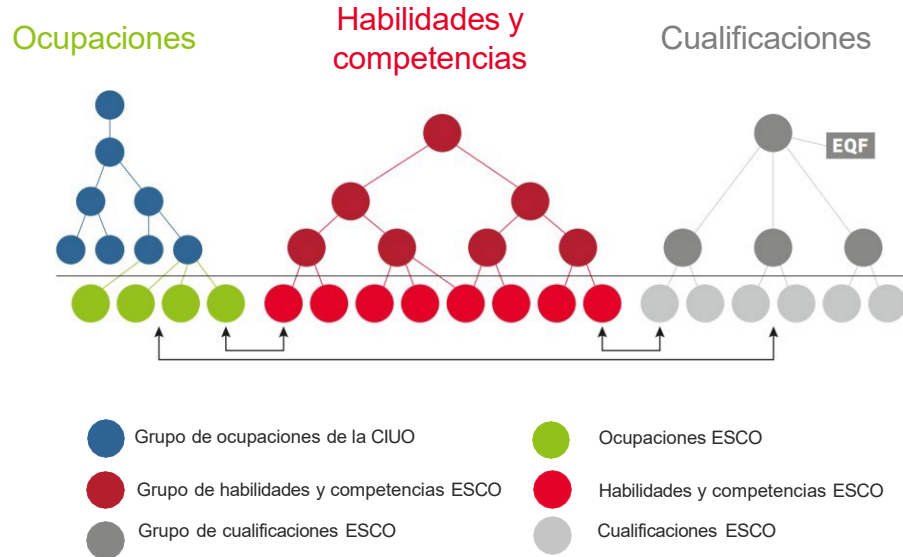 Ocupaciones
Habilidades y
competencias
Cualificaciones
EQF
Grupo de ocupaciones de la CIUO
Ocupaciones ESCO
Grupo de habilidades y competencias ESCO
Habilidades y competencias ESCO
Grupo de cualificaciones ESCO
Cualificaciones ESCO